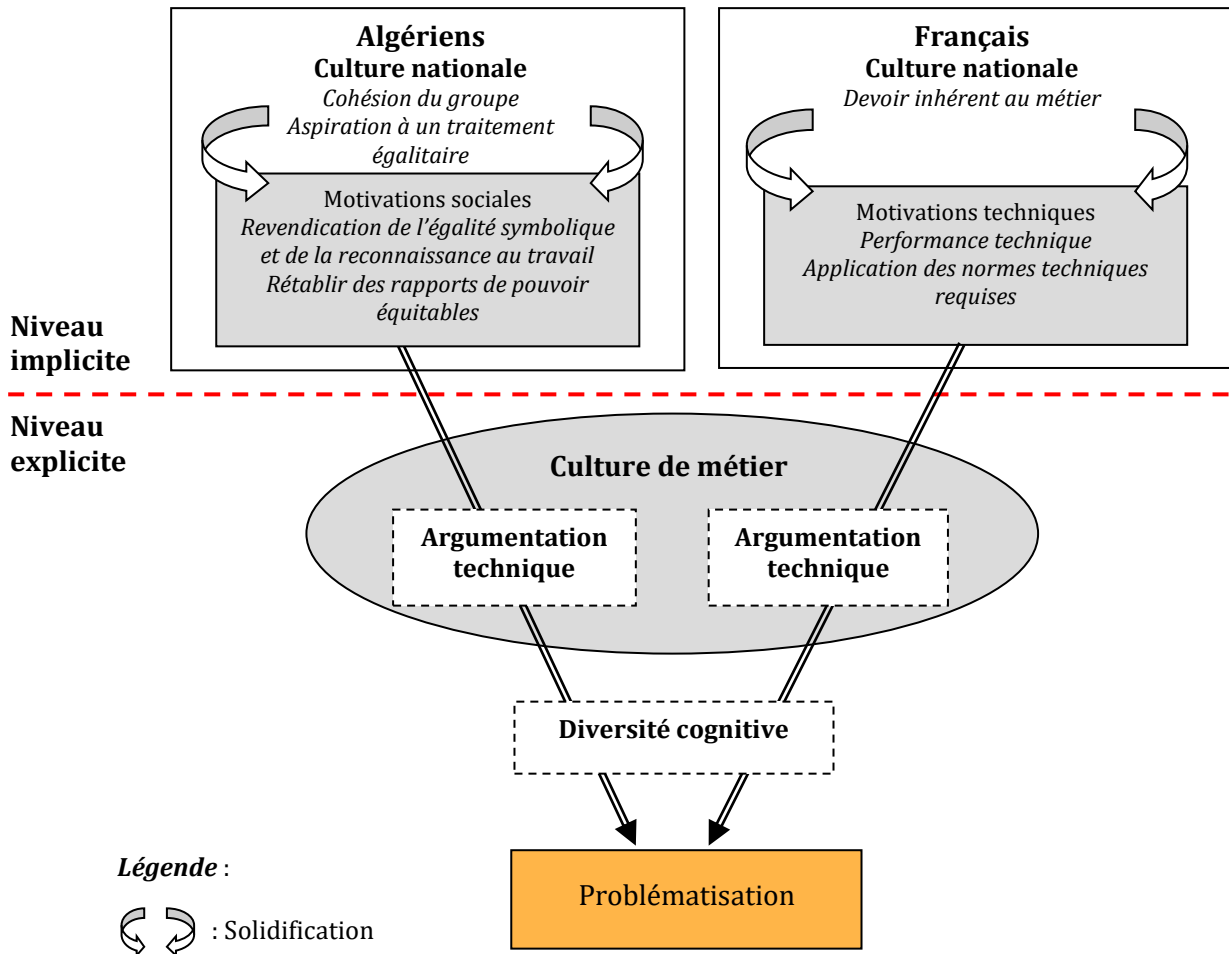 Algériens
Culture nationale
Cohésion du groupe
Aspiration à un traitement
égalitaire
Motivations sociales
Revendication de l'égalité symbolique
et de la reconnaissance au travail
Rétablir des rapports de pouvoir
équitables
Français
Culture nationale
Devoir inhérent au métier
Motivations techniques
Performance technique
Application des normes techniques
requises
Niveau
implicite
Niveau
explicite
Culture de métier
Argumentation
technique
Argumentation
technique
Diversité cognitive
Problématisation
Légende :
: Solidification